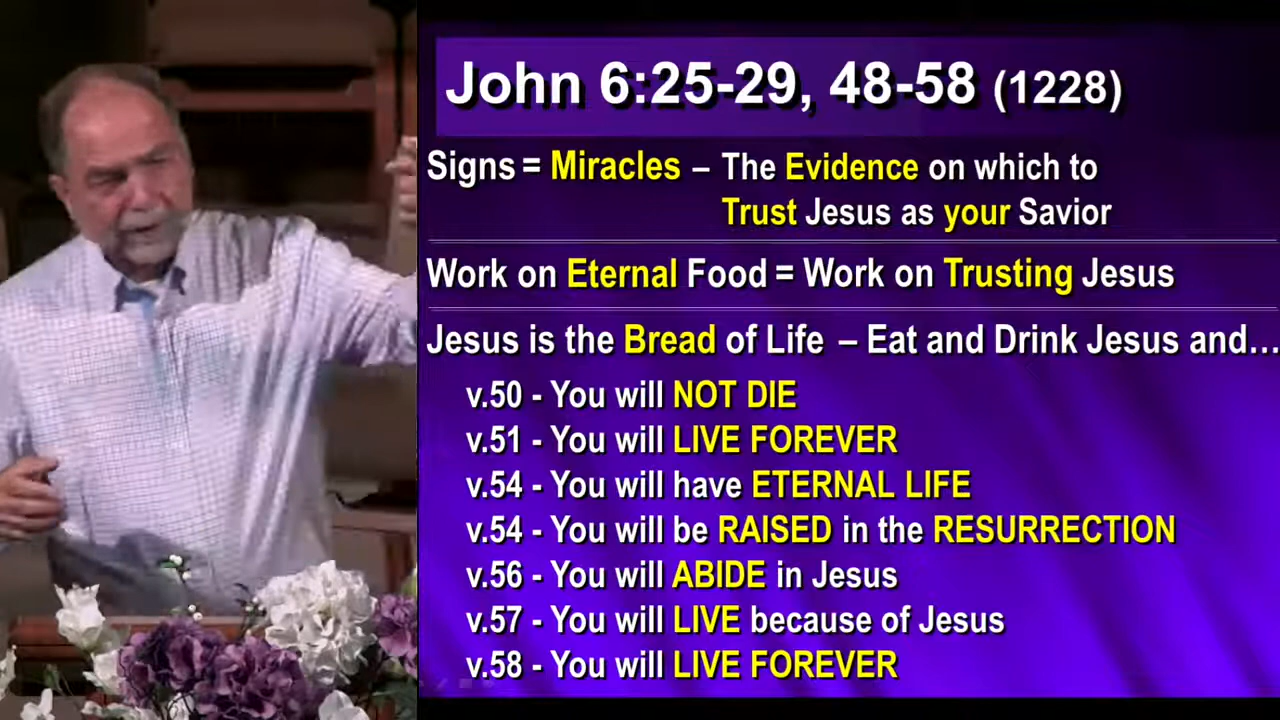 John 6:25-29, 48-58 (1228)
Signs = Miracles – The Evidence on which to
Trust Jesus as your Savior
Work on Eternal Food = Work on Trusting Jesus
Jesus is the Bread of Life – Eat and Drink Jesus and...
v.50 - You will NOT DIE
v.51 - You will LIVE FOREVER
v.54 - You will have ETERNAL LIFE
v.54 - You will be RAISED in the RESURRECTION
v.56 - You will ABIDE in Jesus
v.57 - You will LIVE because of Jesus
v.58 - You will LIVE FOREVER